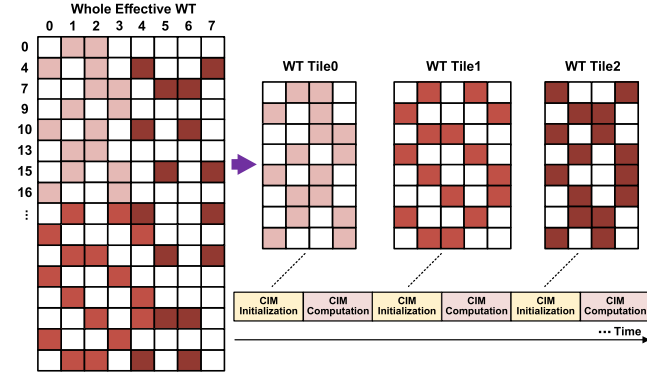 Whole Effective WT
0 1 2 3 4 5 6 7
0
4
7
9
10
13
15
16
...
WT Tile0
WT Tile1
WT Tile2
CIM
Initialization
CIM
Computation
CIM
Initialization
CIM
Computation
CIM
Initialization
CIM
Computation
••• Time